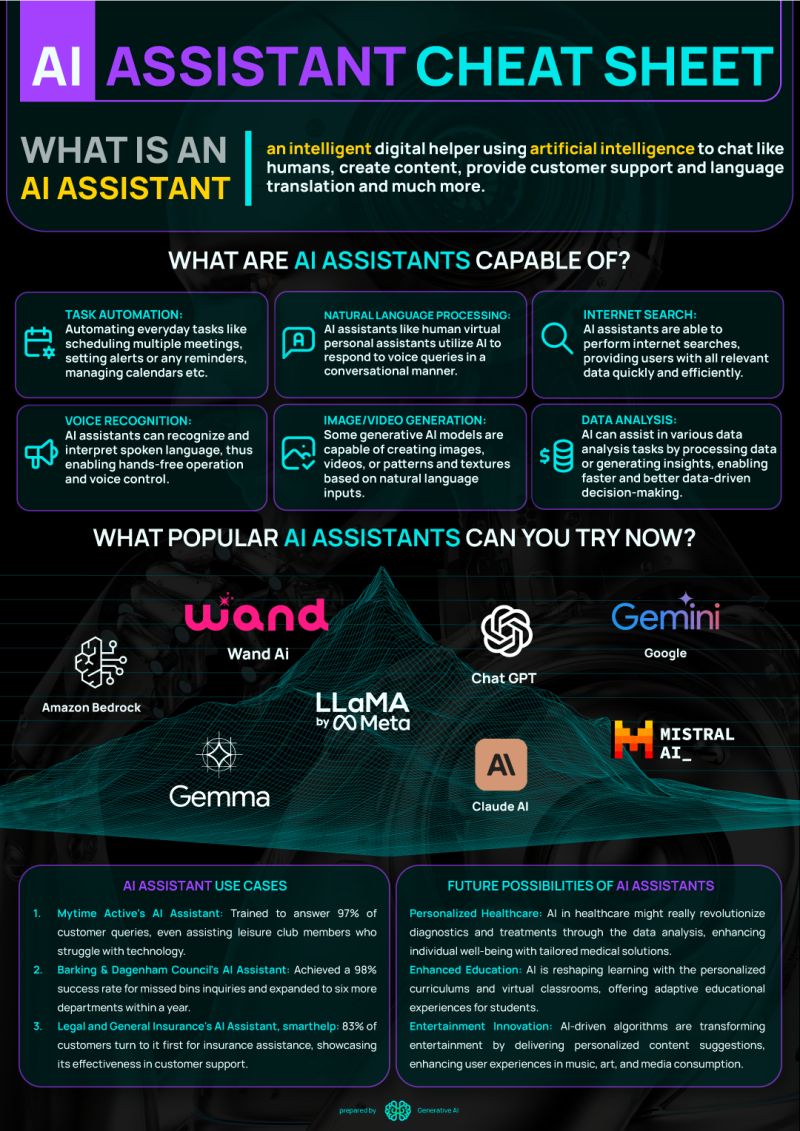 AI ASSISTANT CHEAT SHEET
WHAT IS AN
AI ASSISTANT
an intelligent digital helper using artificial intelligence to chat like
humans, create content, provide customer support and language
translation and much more.
WHAT ARE AI ASSISTANTS CAPABLE OF?
TASK AUTOMATION:
Automating everyday tasks like
scheduling multiple meetings,
setting alerts or any reminders,
managing calendars etc.
NATURAL LANGUAGE PROCESSING:
AI assistants like human virtual
personal assistants utilize AI to
respond to voice queries in a
conversational manner.
INTERNET SEARCH:
AI assistants are able to
perform internet searches,
providing users with all relevant
data quickly and efficiently.
VOICE RECOGNITION:
AI assistants can recognize and
interpret spoken language, thus
enabling hands-free operation
and voice control.
IMAGE/VIDEO GENERATION:
Some generative AI models are
capable of creating images,
videos, or patterns and textures
based on natural language
inputs.
DATA ANALYSIS:
AI can assist in various data
analysis tasks by processing data
or generating insights, enabling
faster and better data-driven
decision-making.
WHAT POPULAR AI ASSISTANTS CAN YOU TRY NOW?
wand
Wand Ai
Gemini
Google
Chat GPT
Amazon Bedrock
LLaMA
by Meta
MISTRAL
AI_
Gemma
A\
Claude AI
AI ASSISTANT USE CASES
1. Mytime Active's AI Assistant: Trained to answer 97% of
customer queries, even assisting leisure club members who
struggle with technology.
2. Barking & Dagenham Council's AI Assistant: Achieved a 98%
success rate for missed bins inquiries and expanded to six more
departments within a year.
3. Legal and General Insurance's AI Assistant, smarthelp: 83% of
customers turn to it first for insurance assistance, showcasing
its effectiveness in customer support.
FUTURE POSSIBILITIES OF AI ASSISTANTS
Personalized Healthcare: AI in healthcare might really revolutionize
diagnostics and treatments through the data analysis, enhancing
individual well-being with tailored medical solutions.
Enhanced Education: AI is reshaping learning with the personalized
curriculums and virtual classrooms, offering adaptive educational
experiences for students.
Entertainment Innovation: AI-driven algorithms are transforming
entertainment by delivering personalized content suggestions,
enhancing user experiences in music, art, and media consumption.
prepared by Generative AI